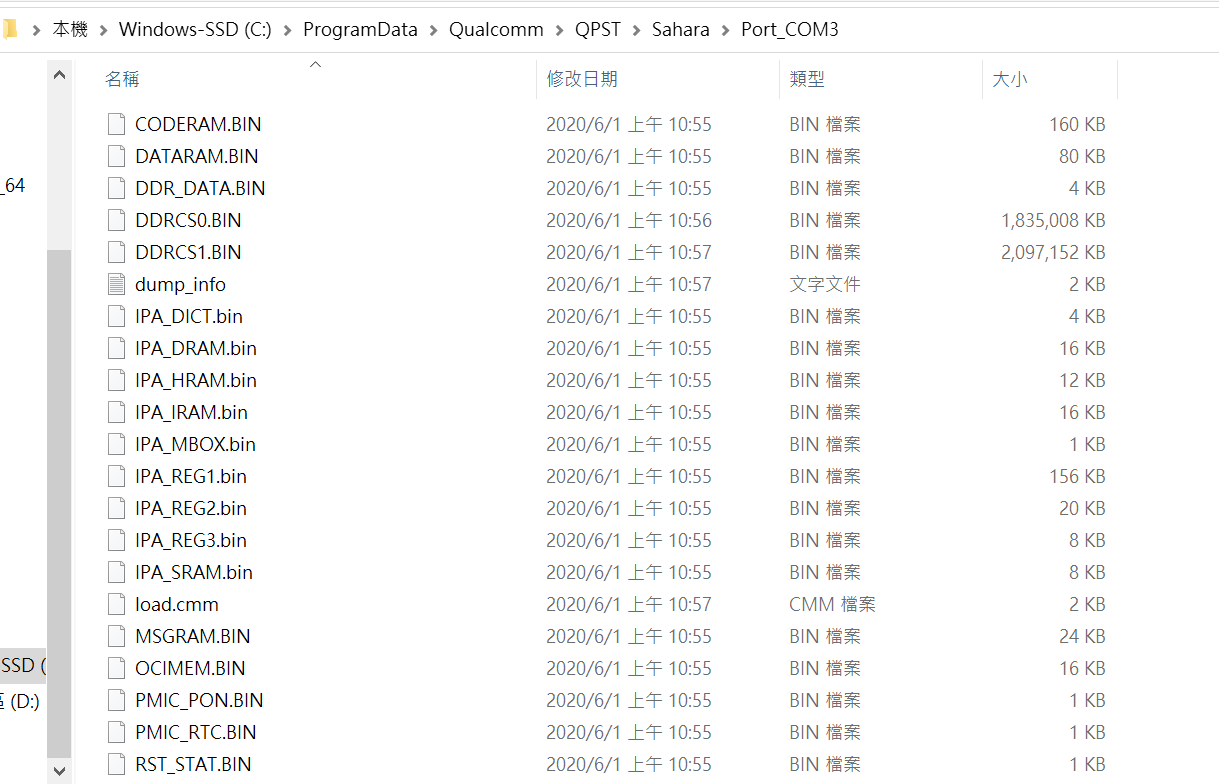 本機 > Windows-SSD (C:) > ProgramData > Qualcomm > QPST > Sahara > Port_COM3
名稱 修改日期 類型 大小
CODERAM.BIN 2020/6/1 上午 10:55 BIN 檔案 160 KB
DATARAM.BIN 2020/6/1 上午 10:55 BIN 檔案 80 KB
_64 DDR_DATA.BIN 2020/6/1 上午 10:55 BIN 檔案 4 KB
DDRCS0.BIN 2020/6/1 上午 10:56 BIN 檔案 1,835,008 KB
DDRCS1.BIN 2020/6/1 上午 10:57 BIN 檔案 2,097,152 KB
dump_info 2020/6/1 上午 10:57 文字文件 2 KB
IPA_DICT.bin 2020/6/1 上午 10:55 BIN 檔案 4 KB
IPA_DRAM.bin 2020/6/1 上午 10:55 BIN 檔案 16 KB
IPA_HRAM.bin 2020/6/1 上午 10:55 BIN 檔案 12 KB
IPA_IRAM.bin 2020/6/1 上午 10:55 BIN 檔案 16 KB
IPA_MBOX.bin 2020/6/1 上午 10:55 BIN 檔案 1 KB
IPA_REG1.bin 2020/6/1 上午 10:55 BIN 檔案 156 KB
IPA_REG2.bin 2020/6/1 上午 10:55 BIN 檔案 20 KB
IPA_REG3.bin 2020/6/1 上午 10:55 BIN 檔案 8 KB
IPA_SRAM.bin 2020/6/1 上午 10:55 BIN 檔案 8 KB
load.cmm 2020/6/1 上午 10:57 CMM 檔案 2 KB
MSGRAM.BIN 2020/6/1 上午 10:55 BIN 檔案 24 KB
SSD ( OCIMEM.BIN 2020/6/1 上午 10:55 BIN 檔案 16 KB
(D:) PMIC_PON.BIN 2020/6/1 上午 10:55 BIN 檔案 1 KB
PMIC_RTC.BIN 2020/6/1 上午 10:55 BIN 檔案 1 KB
RST_STAT.BIN 2020/6/1 上午 10:55 BIN 檔案 1 KB